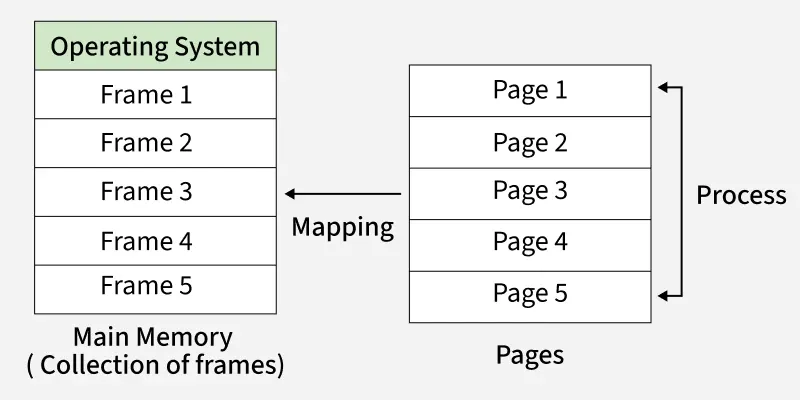 Operating System
Frame 1
Frame 2
Frame 3
Frame 4
Frame 5
Main Memory
( Collection of frames)
Mapping
Page 1
Page 2
Page 3
Page 4
Page 5
Pages
Process